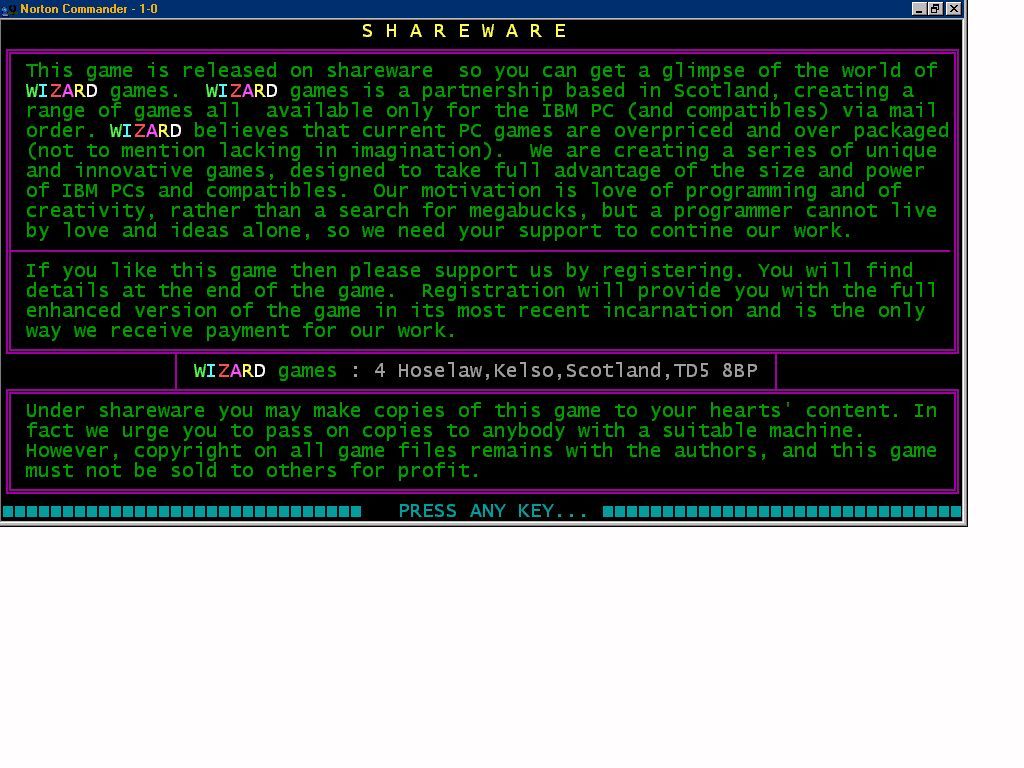 Norton Commander - 1-0
S H A R E W A R E
This game is released on shareware  so you can get a glimpse of the world of
WIZARD games.  WIZARD games is a partnership based in Scotland, creating a
range of games all  available only for the IBM PC (and compatibles) via mail
order. WIZARD believes that current PC games are overpriced and over packaged
(not to mention lacking in imagination).  We are creating a series of unique
and innovative games, designed to take full advantage of the size and power
of IBM PCs and compatibles.  Our motivation is love of programming and of
creativity, rather than a search for megabucks, but a programmer cannot live
by love and ideas alone, so we need your support to contine our work.
If you like this game then please support us by registering. You will find
details at the end of the game.  Registration will provide you with the full
enhanced version of the game in its most recent incarnation and is the only
way we receive payment for our work.
WIZARD games : 4 Hoselaw,Kelso,Scotland,TD5 8BP
Under shareware you may make copies of this game to your hearts' content. In
fact we urge you to pass on copies to anybody with a suitable machine.
However, copyright on all game files remains with the authors, and this game
must not be sold to others for profit.
PRESS ANY KEY...